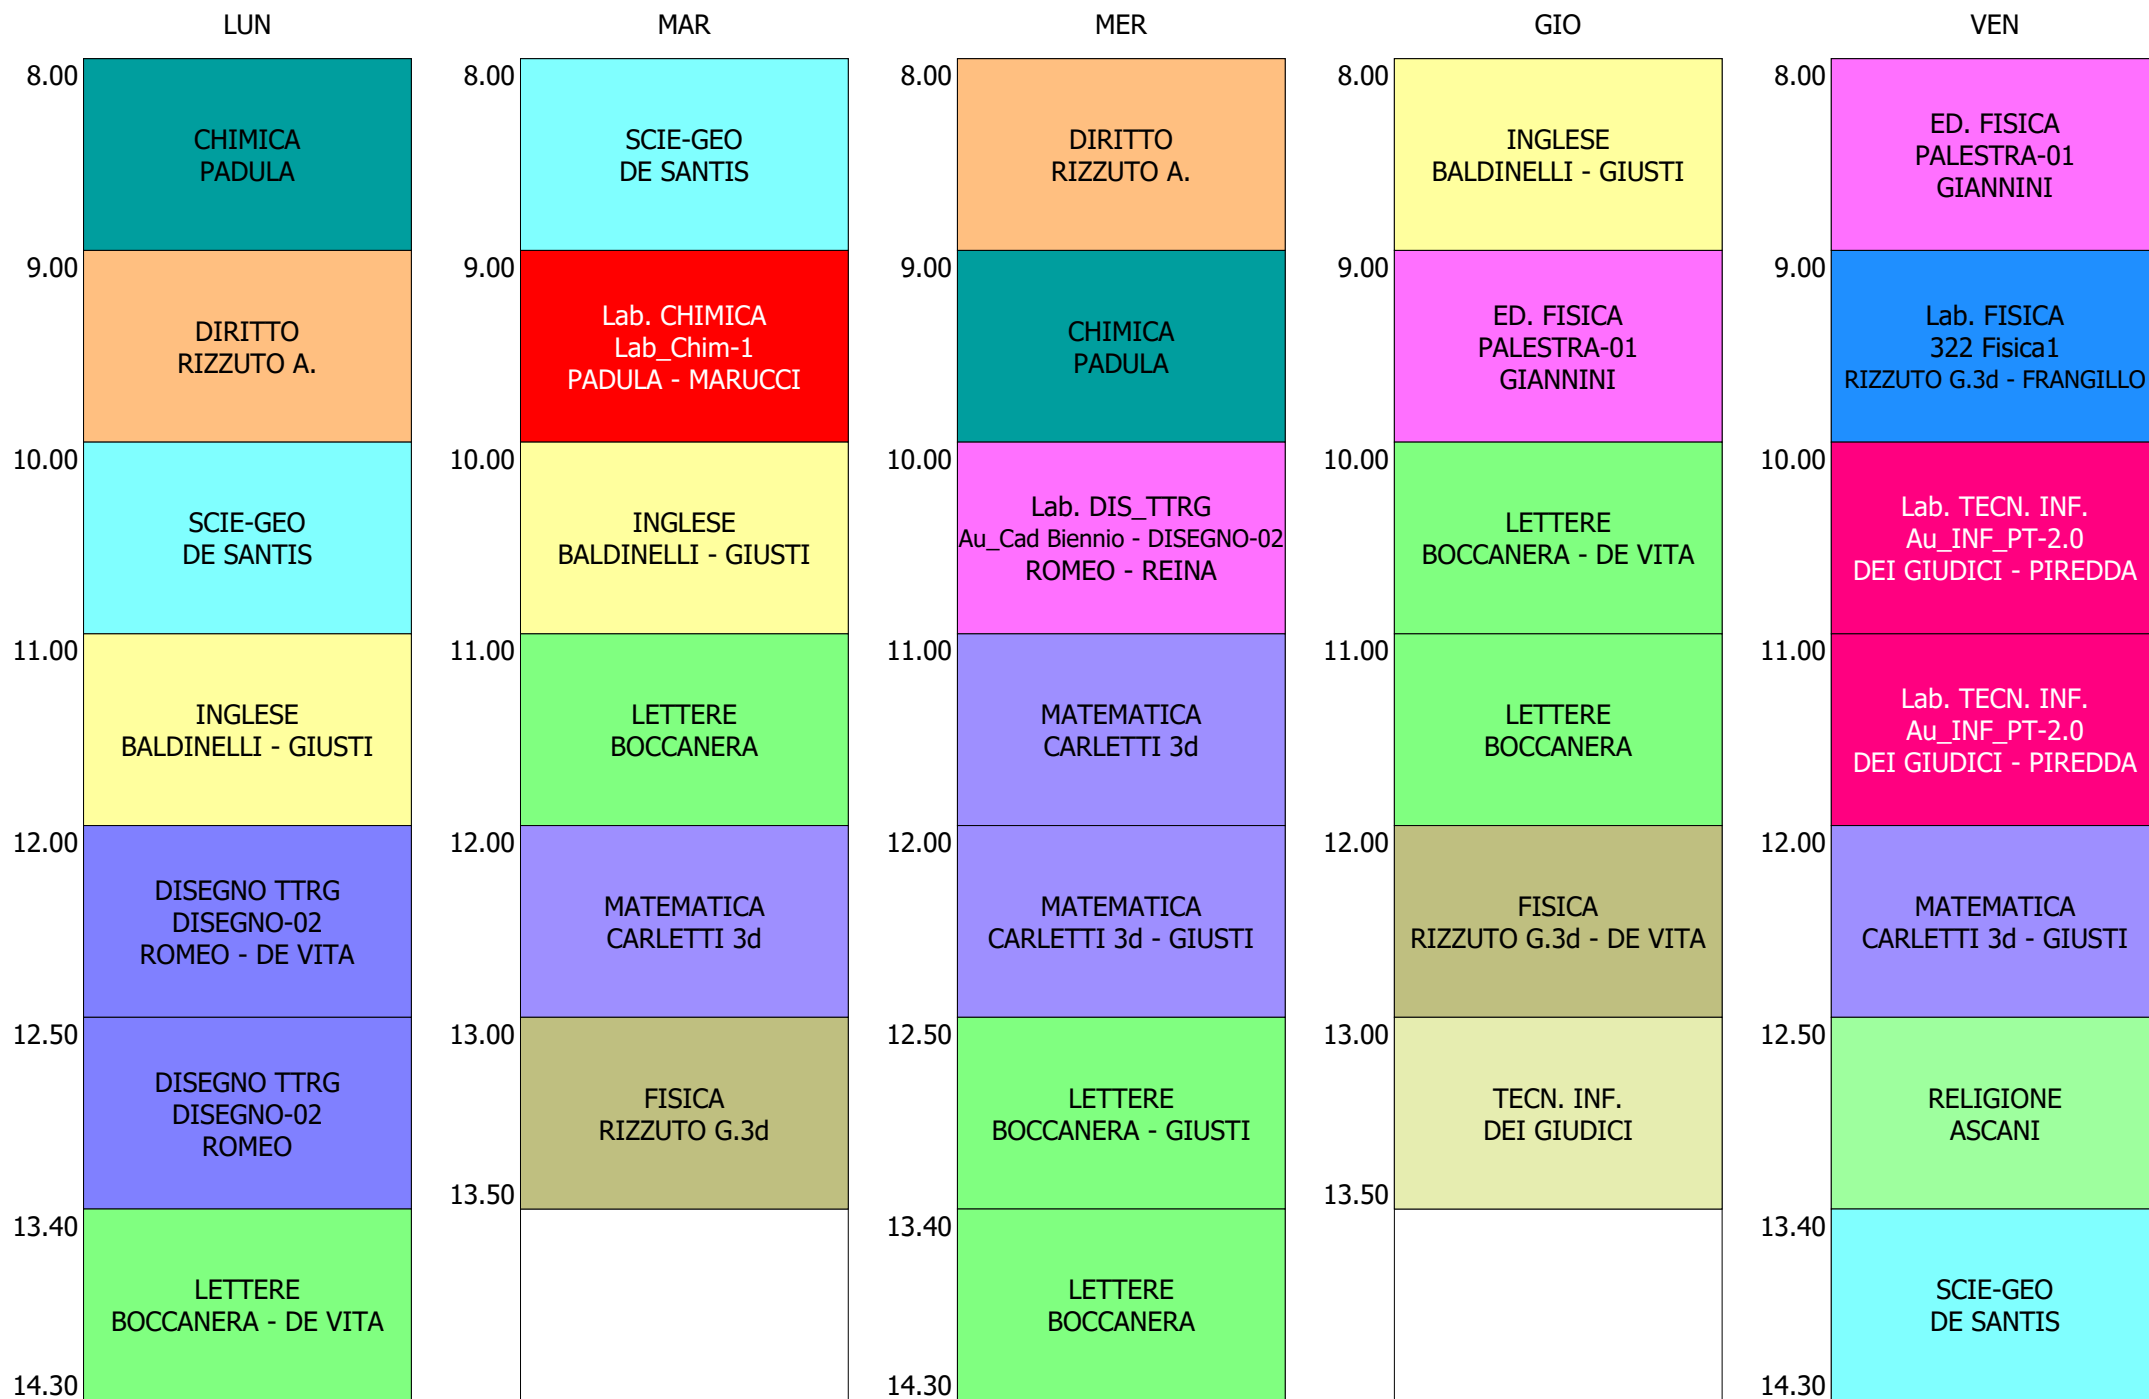 LUN
8.00
CHIMICA
PADULA
9.00
DIRITTO
RIZZUTO A.
10.00
SCIE-GEO
DE SANTIS
11.00
INGLESE
BALDINELLI - GIUSTI
12.00
DISEGNO TTRG
DISEGNO-02
ROMEO - DE VITA
12.50
DISEGNO TTRG
DISEGNO-02
ROMEO
13.40
LETTERE
BOCCANERA - DE VITA
14.30
MAR
8.00
SCIE-GEO
DE SANTIS
9.00
Lab. CHIMICA
Lab_Chim-1
PADULA - MARUCCI
10.00
INGLESE
BALDINELLI - GIUSTI
11.00
LETTERE
BOCCANERA
12.00
MATEMATICA
CARLETTI 3d
13.00
FISICA
RIZZUTO G.3d
13.50
MER
8.00
DIRITTO
RIZZUTO A.
9.00
CHIMICA
PADULA
10.00
Lab. DIS_TTRG
Au_Cad Biennio - DISEGNO-02
ROMEO - REINA
11.00
MATEMATICA
CARLETTI 3d
12.00
MATEMATICA
CARLETTI 3d - GIUSTI
12.50
LETTERE
BOCCANERA - GIUSTI
13.40
LETTERE
BOCCANERA
14.30
GIO
8.00
INGLESE
BALDINELLI - GIUSTI
9.00
ED. FISICA
PALESTRA-01
GIANNINI
10.00
LETTERE
BOCCANERA - DE VITA
11.00
LETTERE
BOCCANERA
12.00
FISICA
RIZZUTO G.3d - DE VITA
13.00
TECN. INF.
DEI GIUDICI
13.50
VEN
8.00
ED. FISICA
PALESTRA-01
GIANNINI
9.00
Lab. FISICA
322 Fisica1
RIZZUTO G.3d - FRANGILLO
10.00
Lab. TECN. INF.
Au_INF_PT-2.0
DEI GIUDICI - PIREDDA
11.00
Lab. TECN. INF.
Au_INF_PT-2.0
DEI GIUDICI - PIREDDA
12.00
MATEMATICA
CARLETTI 3d - GIUSTI
12.50
RELIGIONE
ASCANI
13.40
SCIE-GEO
DE SANTIS
14.30